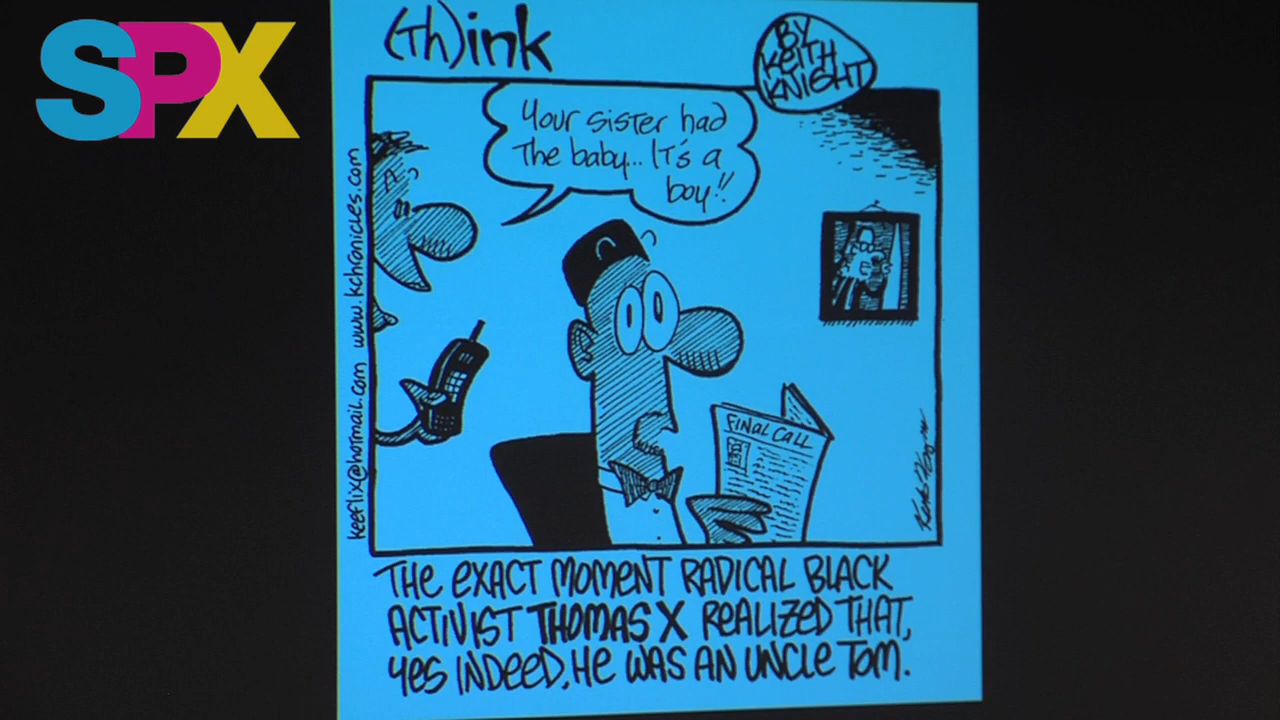 SPX
(Th)ink
BY
KEITH
KNIGHT
Your sister had
The baby... IT's a
boy!!
keeflix@hotmail.com www.kchronicles.com
FINAL CALL
THE EXACT MOMENT RADICAL BLACK
ACTIVIST THOMAS X REALIZED THAT,
YES INDEED, HE WAS AN UNCLE TOM.